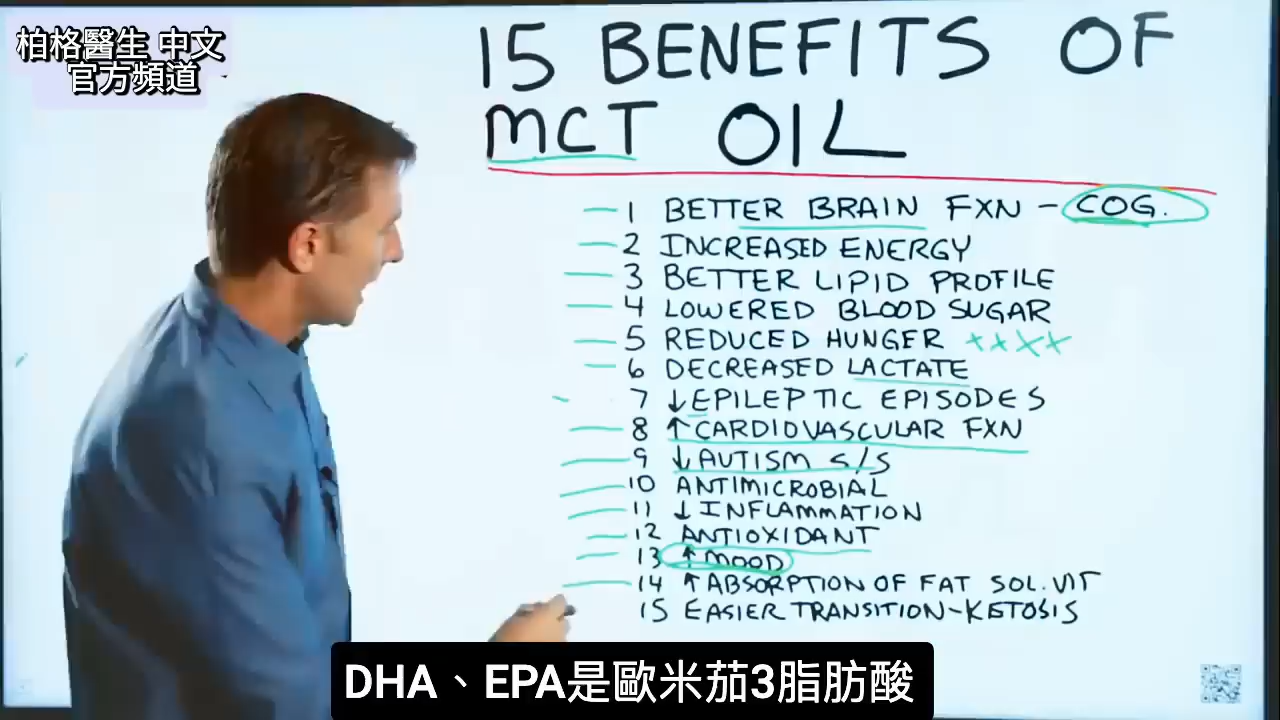 柏格醫生 中文
官方頻道
15 BENEFITS OF
MCT OIL
1 BETTER BRAIN FXN - COG.
2 INCREASED ENERGY
3 BETTER LIPID PROFILE
4 LOWERED BLOOD SUGAR
5 REDUCED HUNGER ++XX
6 DECREASED LACTATE
7 ↓EPILEPTIC EPISODES
8 ↑CARDIOVASCULAR FXN
9 ↓AUTISM S/S
10 ANTIMICROBIAL
11 ↓INFLAMMATION
12 ANTIOXIDANT
13 ↑MOOD
14 ↑ABSORPTION OF FAT SOL. VIT
15 EASIER TRANSITION-KETOSIS
DHA、EPA是歐米茄3脂肪酸